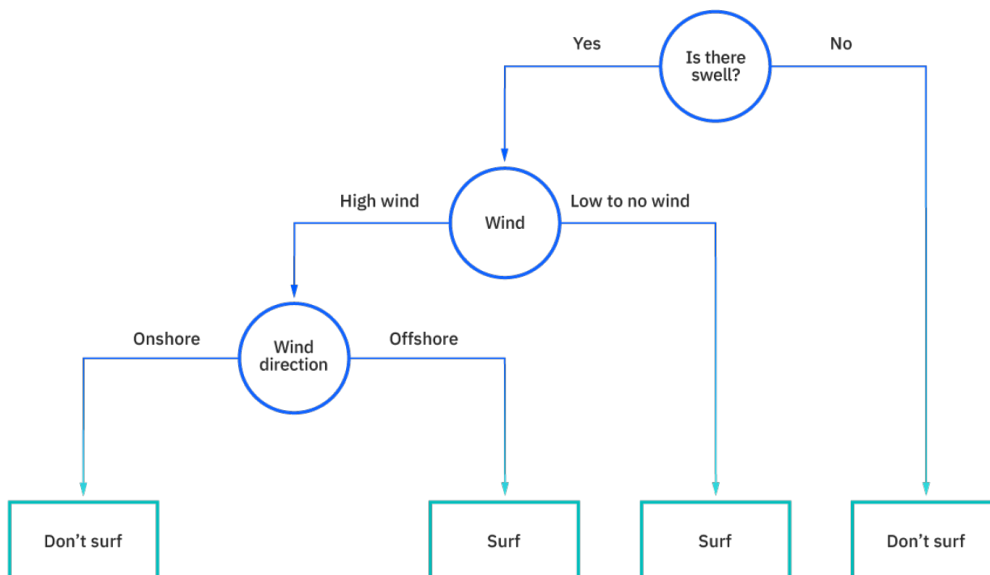 Yes
Is there
swell?
No
High wind
Wind
Low to no wind
Onshore
Wind
direction
Offshore
Don’t surf
Surf
Surf
Don’t surf